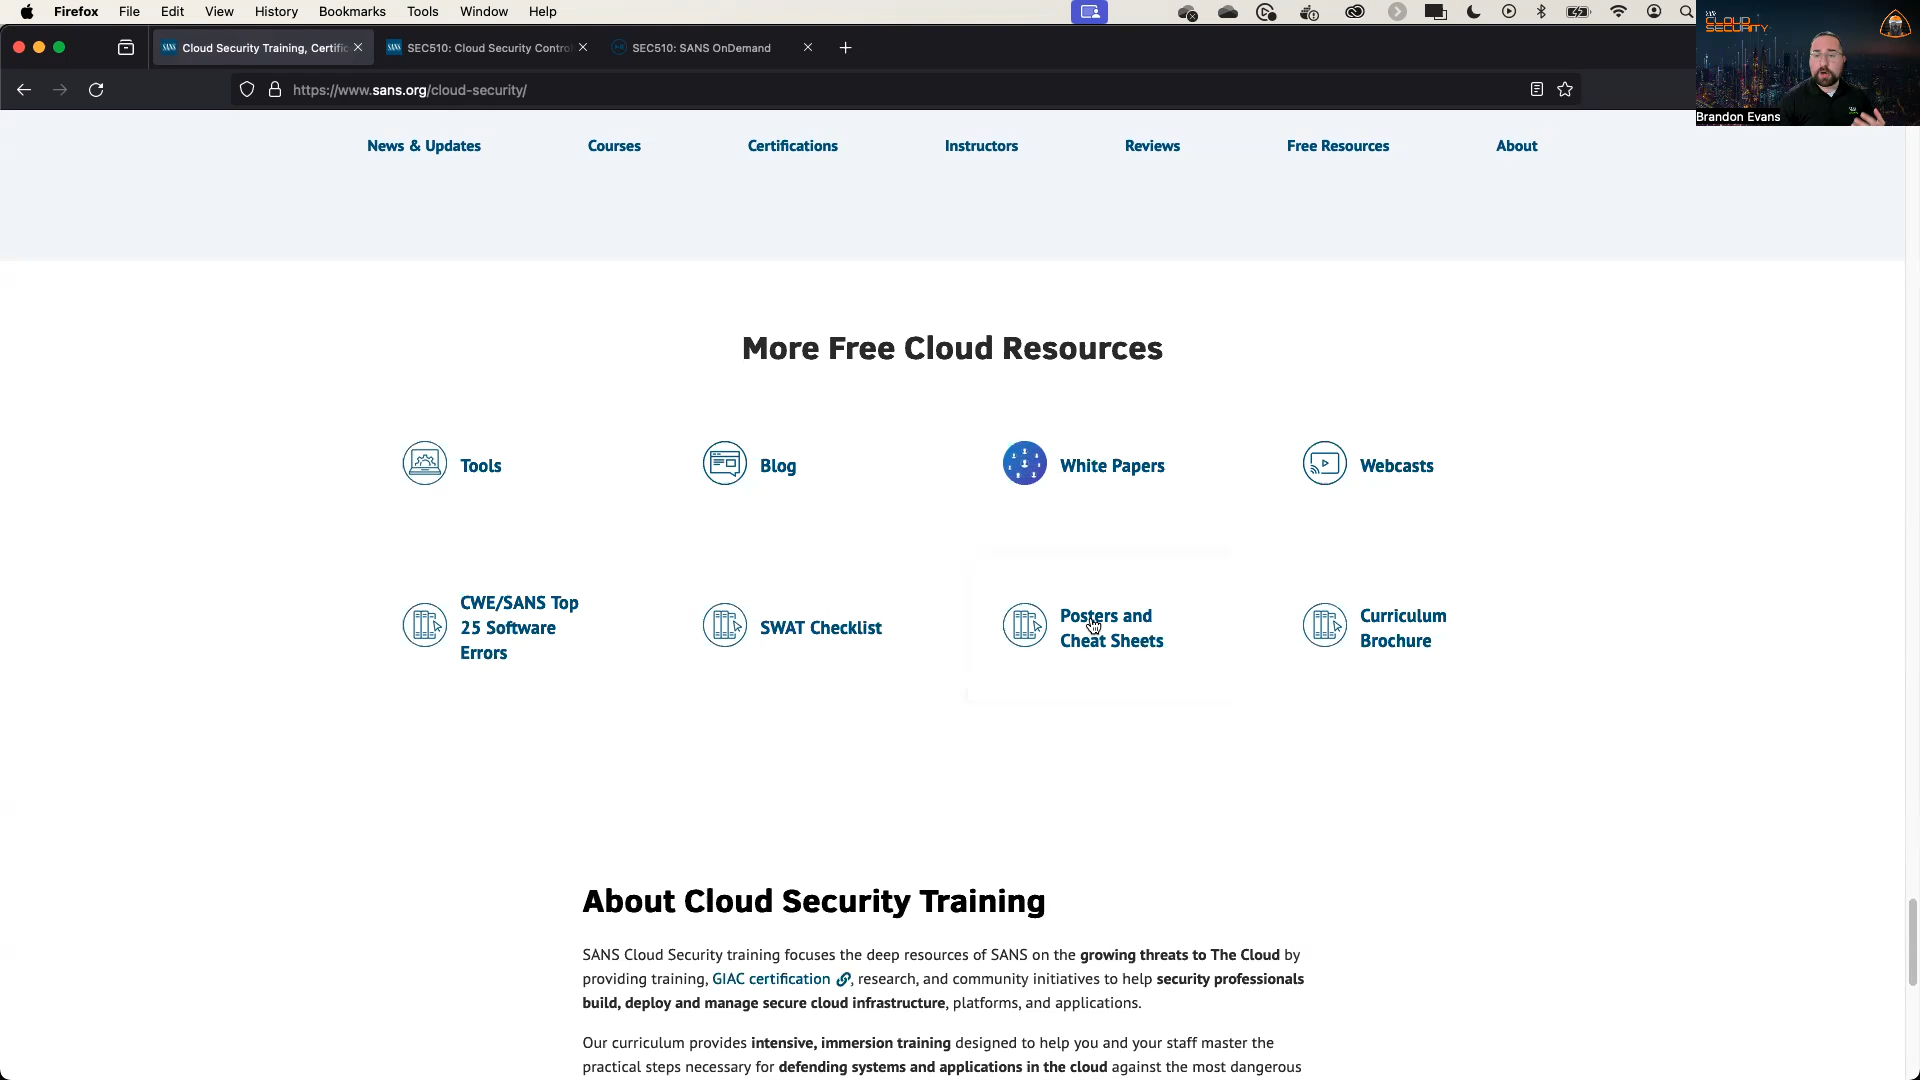 Firefox File Edit View History Bookmarks Tools Window Help
SANS Cloud Security Training, Certific
SANS SEC510: Cloud Security Control
SEC510: SANS OnDemand
https://www.sans.org/cloud-security/
CLOUD
SECURITY
Brandon Evans
News & Updates
Courses
Certifications
Instructors
Reviews
Free Resources
About
More Free Cloud Resources
Tools
Blog
White Papers
Webcasts
CWE/SANS Top
25 Software
Errors
SWAT Checklist
Posters and
Cheat Sheets
Curriculum
Brochure
About Cloud Security Training
SANS Cloud Security training focuses the deep resources of SANS on the growing threats to The Cloud by
providing training, GIAC certification, research, and community initiatives to help security professionals
build, deploy and manage secure cloud infrastructure, platforms, and applications.
Our curriculum provides intensive, immersion training designed to help you and your staff master the
practical steps necessary for defending systems and applications in the cloud against the most dangerous